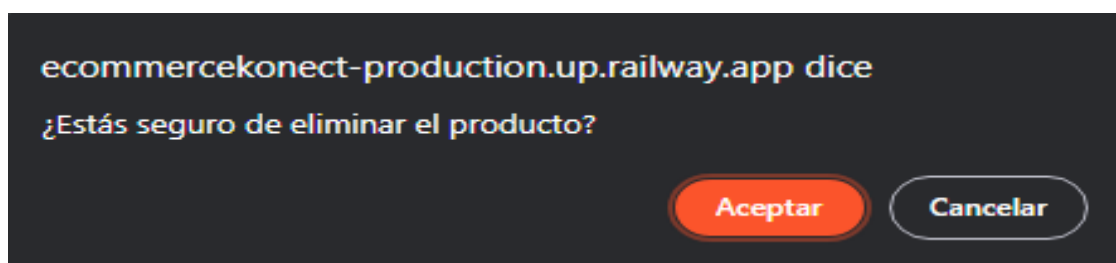 ecommercekonect-production.up.railway.app dice
¿Estás seguro de eliminar el producto?
Aceptar Cancelar